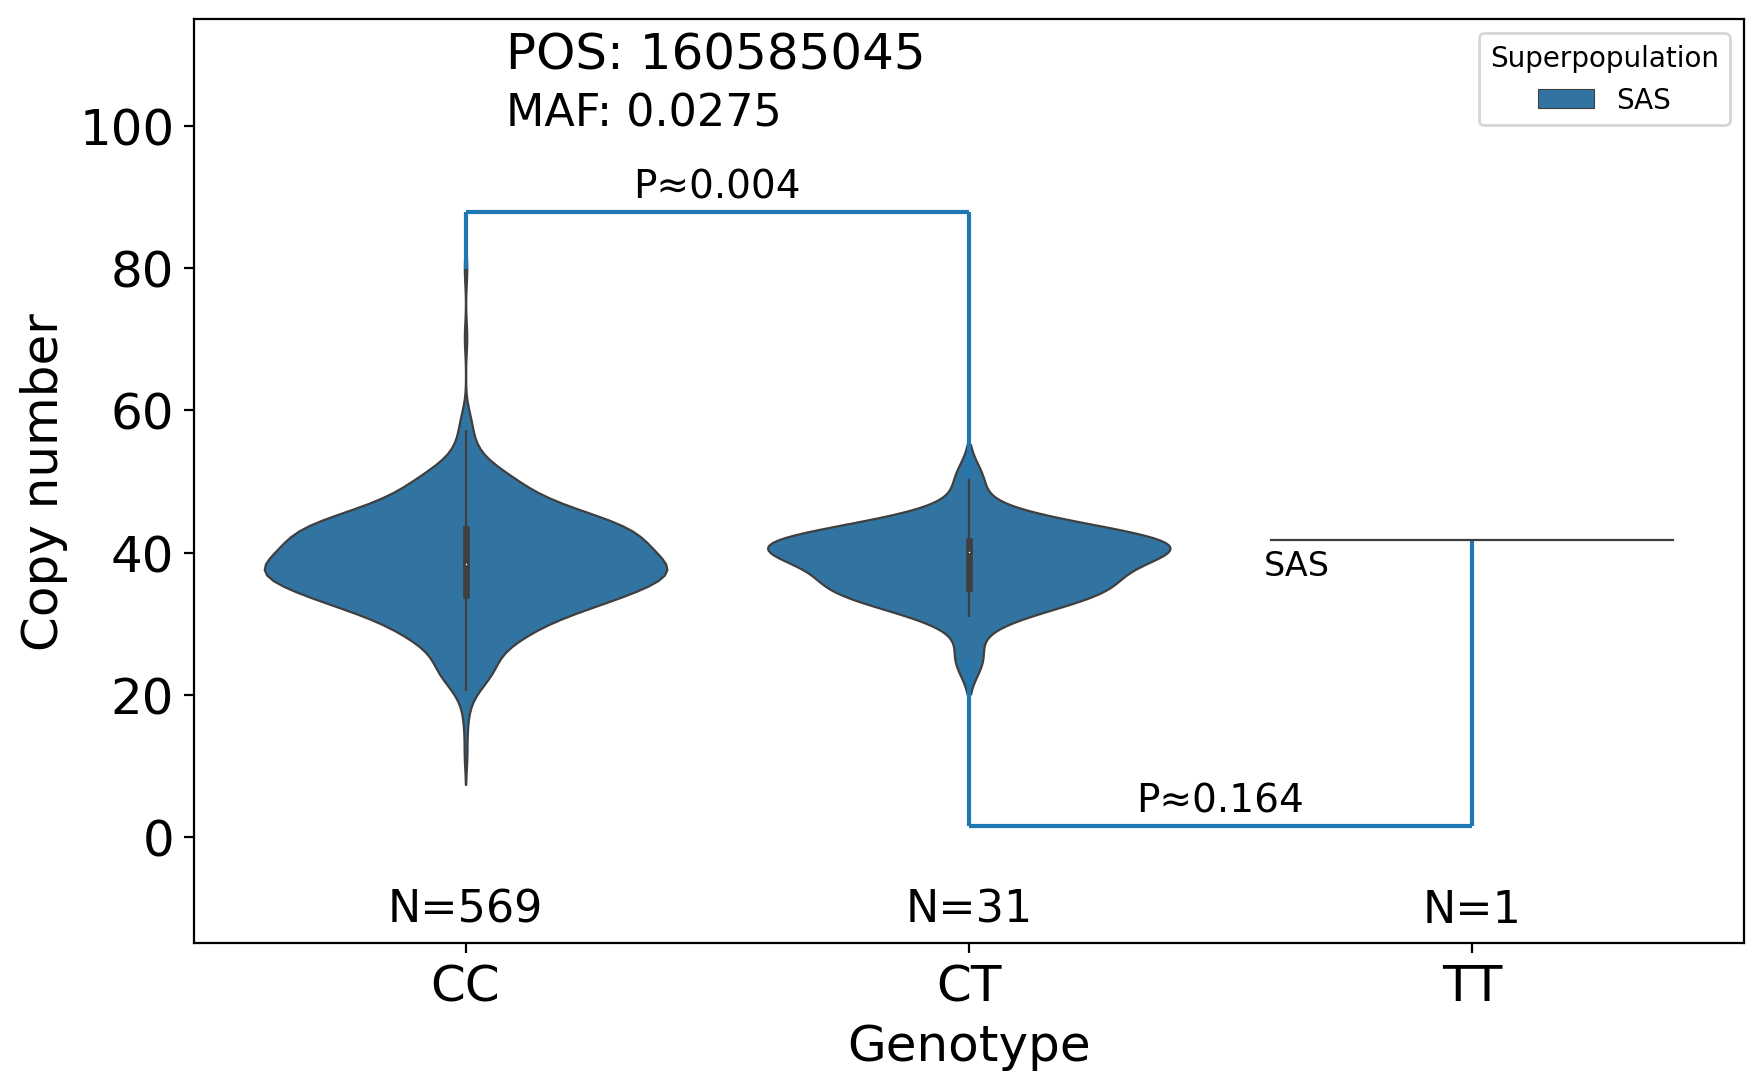 POS: 160585045
MAF: 0.0275
Superpopulation
SAS
P≈0.004
100
80
60
40
20
0
Copy number
SAS
P≈0.164
N=569
N=31
N=1
CC
CT
TT
Genotype